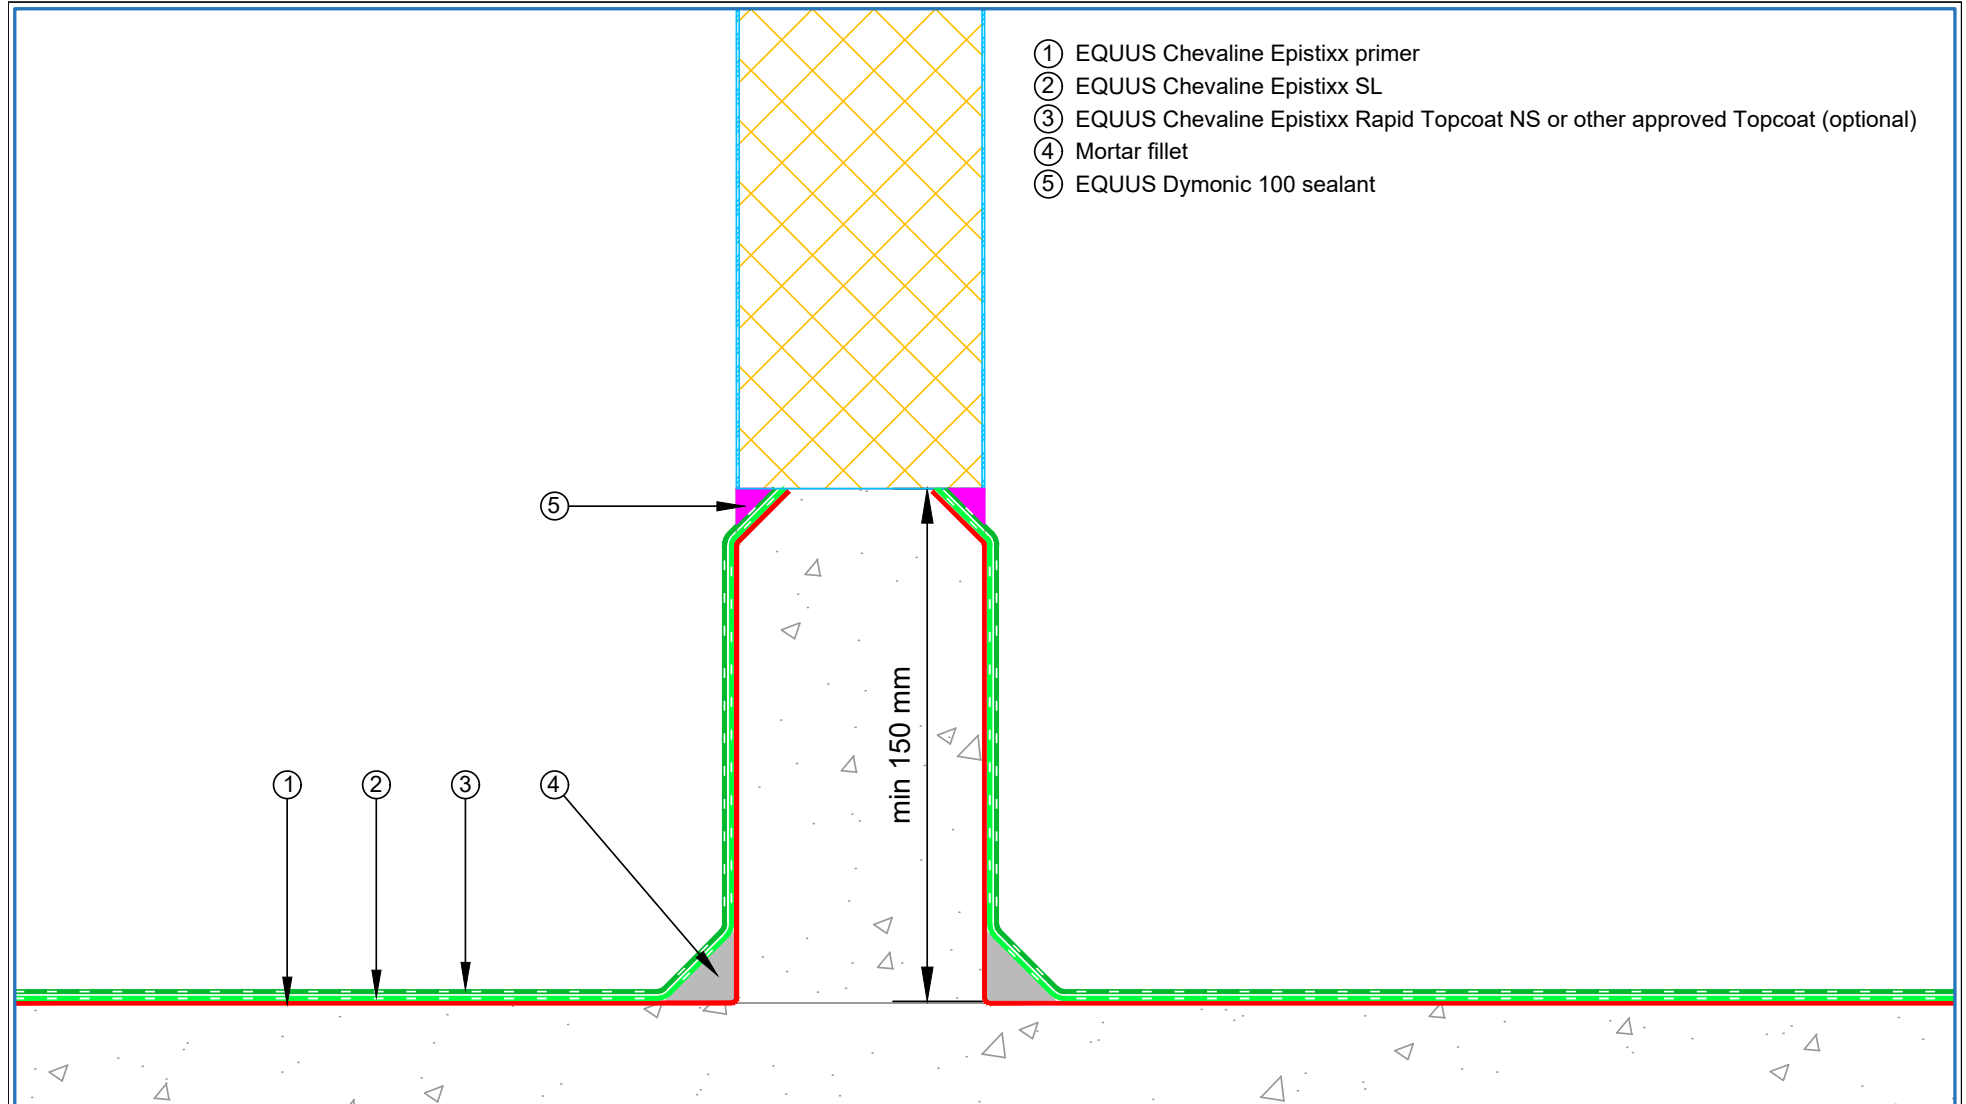 ① EQUUS Chevaline Epistixx primer
② EQUUS Chevaline Epistixx SL
③ EQUUS Chevaline Epistixx Rapid Topcoat NS or other approved Topcoat (optional)
④ Mortar fillet
⑤ EQUUS Dymonic 100 sealant
⑤
min 150 mm
① ② ③ ④